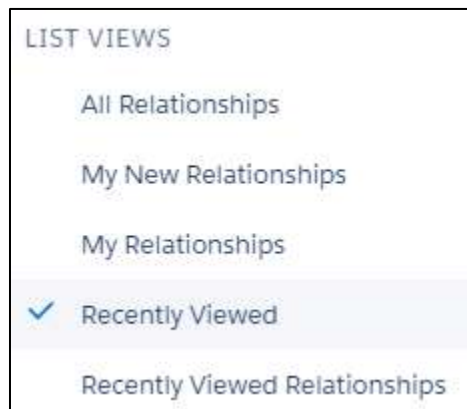 LIST VIEWS
All Relationships
My New Relationships
My Relationships
Recently Viewed
Recently Viewed Relationships